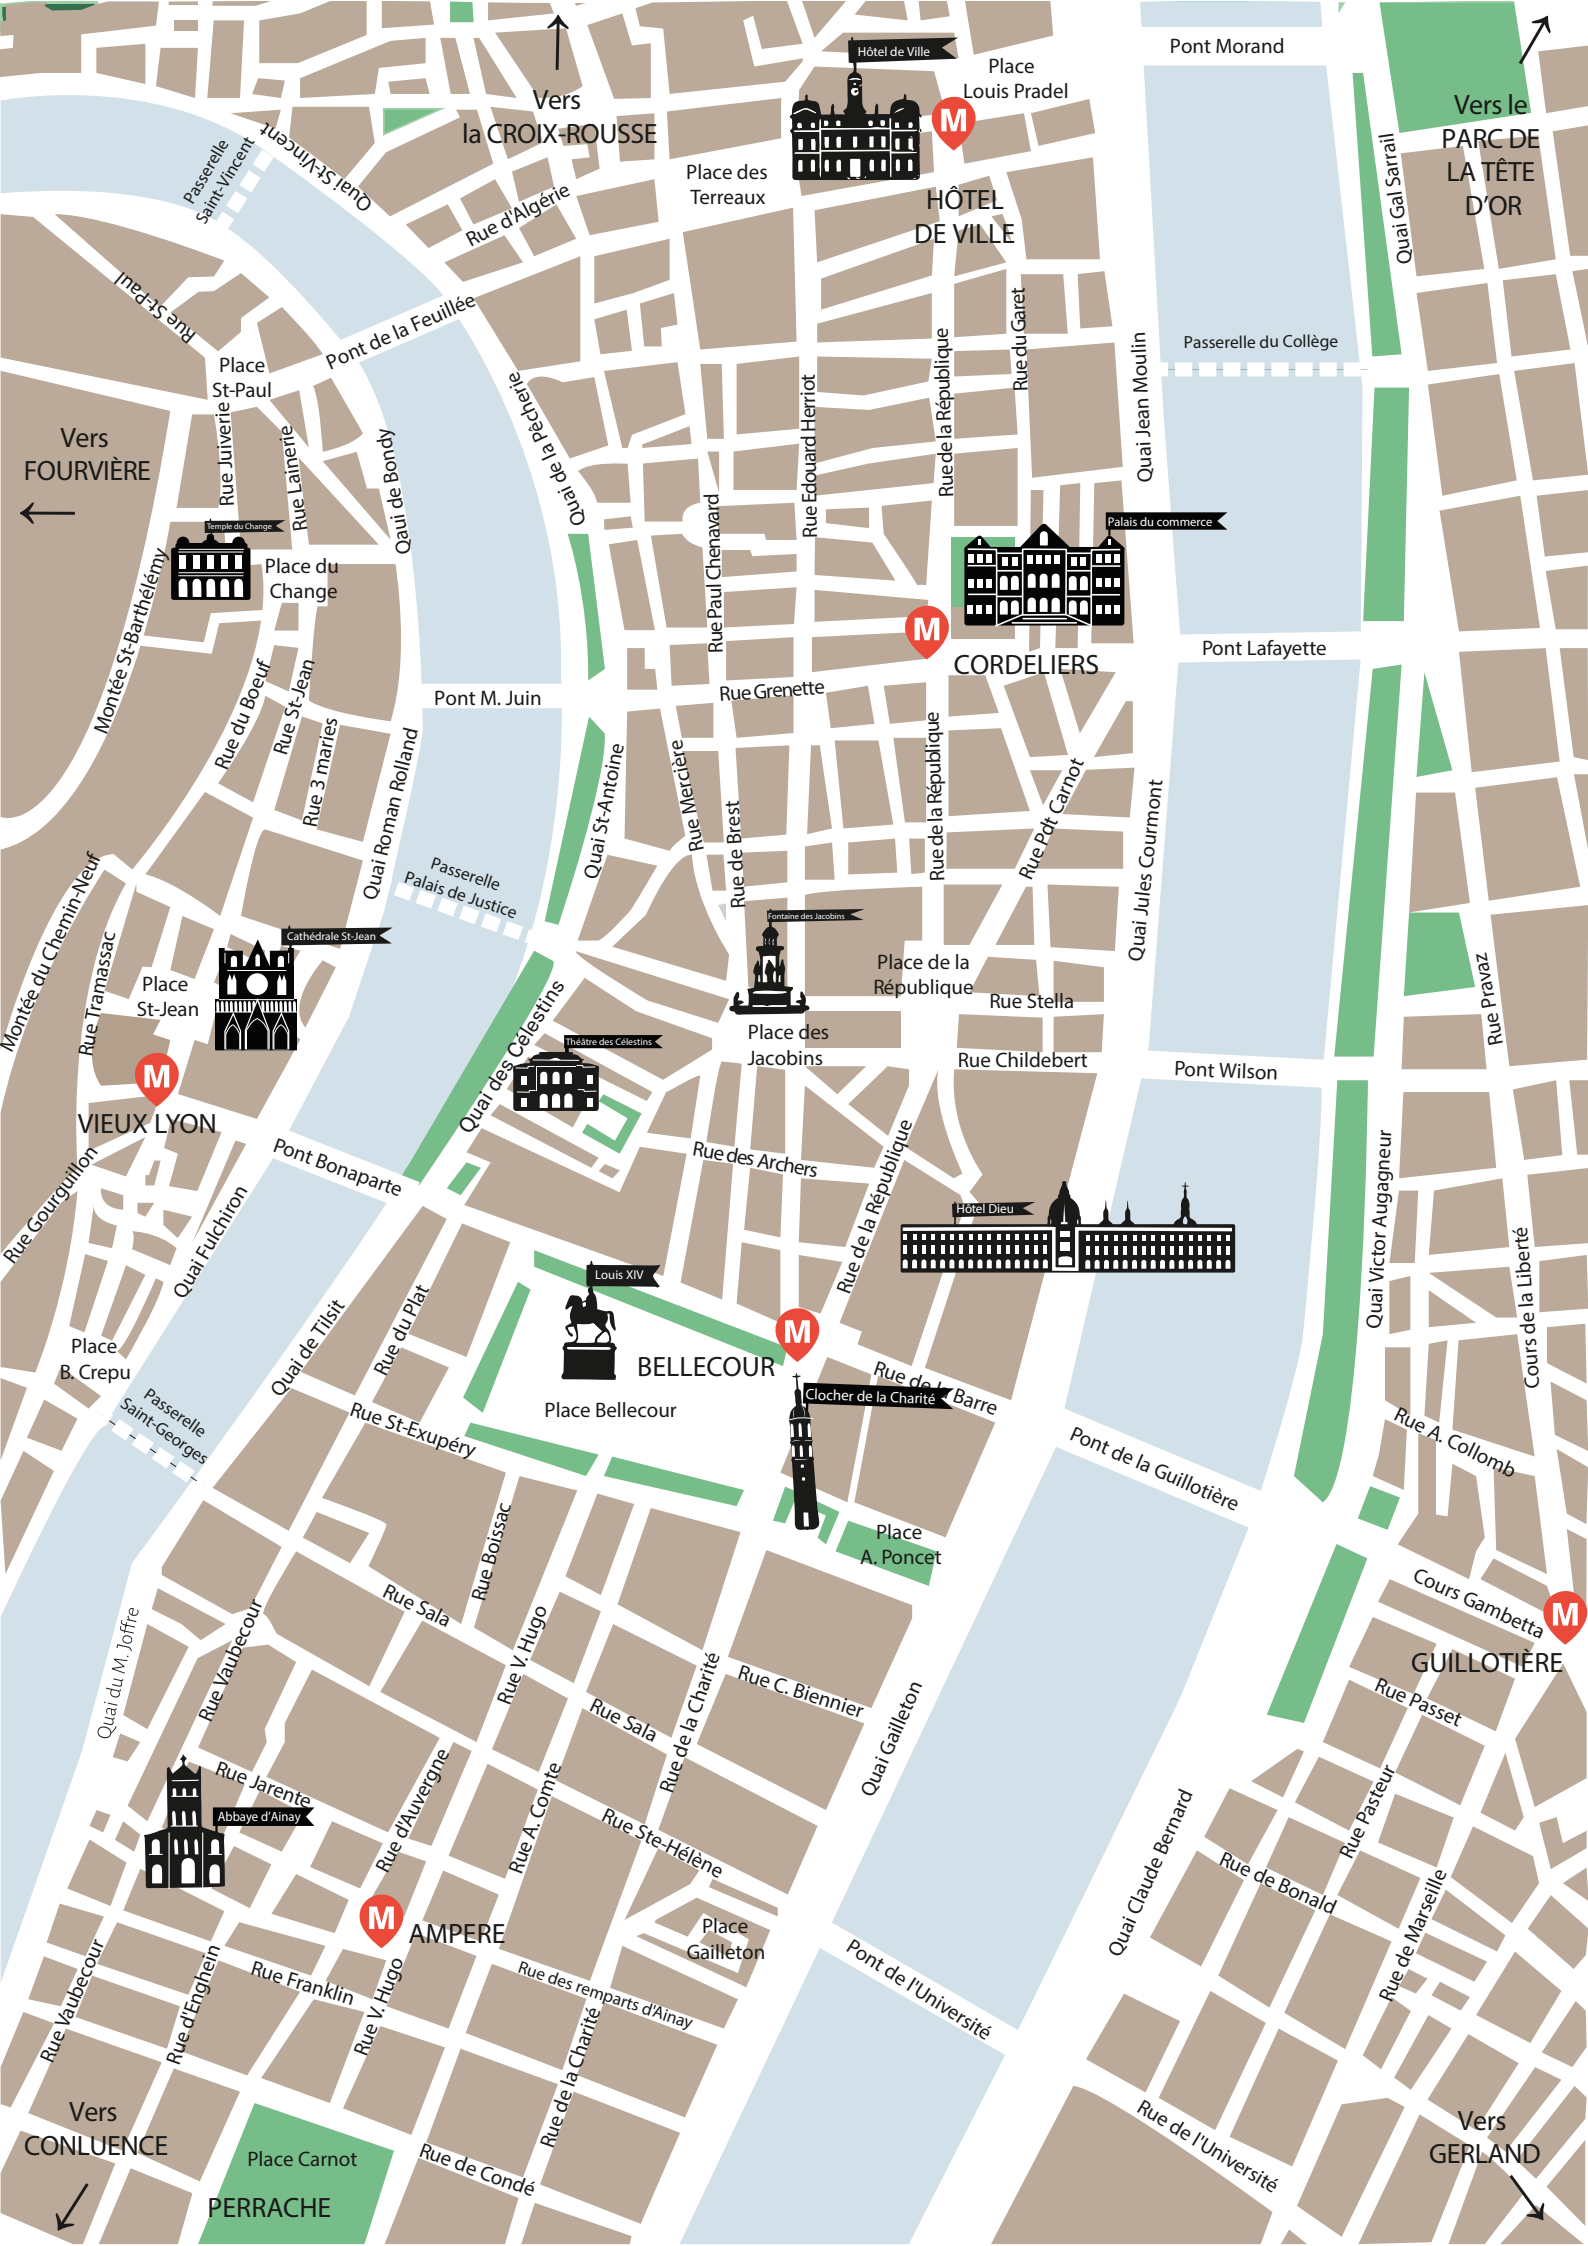 Hôtel de Ville
Place
Louis Pradel
Pont Morand
Vers
la CROIX-ROUSSE
Vers le
PARC DE
LA TÊTE
D'OR
M
Passerelle
Saint-Vincent
Quai St-Vincent
Place des
Terreaux
Rue d'Algérie
HÔTEL
DE VILLE
Quai Gal Sarrail
Rue St-Paul
Pont de la Feuillée
Place
St-Paul
Rue du Garet
Rue de la République
Quai Jean Moulin
Passerelle du Collège
Vers
FOURVIÈRE
Rue Juiverie
Rue Lainerie
Qaui de Bondy
Quai de la Pêcherie
Rue Edouard Herriot
Rue Paul Chenavard
Temple du Change
Place du
Change
Palais du commerce
M
CORDELIERS
Pont Lafayette
Montée St-Barthélémy
Rue du Boeuf
Rue St-Jean
Rue 3 maries
Pont M. Juin
Rue Grenette
Quai Roman Rolland
Quai St-Antoine
Rue Mercière
Rue de Brest
Rue de la République
Rue Pdt Carnot
Quai Jules Courmont
Passerelle
Palais de Justice
Montée du Chemin-Neuf
Rue Tramassac
Cathédrale St-Jean
Place
St-Jean
Fontaine des Jacobins
Place de la
République
Rue Stella
Rue Pravaz
Place des
Jacobins
Quai des Célestins
Théâtre des Célestins
Rue Childebert
Pont Wilson
M
VIEUX LYON
Pont Bonaparte
Rue des Archers
Rue de la République
Rue Gourguillon
Quai Fulchiron
Hôtel Dieu
Quai Victor Augagneur
Cours de la Liberté
Louis XIV
M
BELLECOUR
Quai de Tilsit
Rue du Plat
Place
B. Crepu
Passerelle
Saint-Georges
Rue St-Exupéry
Place Bellecour
Clocher de la Charité
Rue de la Barre
Pont de la Guillotière
Rue A. Collomb
Place
A. Poncet
Rue Boissac
Rue Sala
Cours Gambetta
M
GUILLOTIÈRE
Quai du M. Joffre
Rue Vaubecour
Rue V. Hugo
Rue C. Biennier
Rue Sala
Rue de la Charité
Quai Gailleton
Rue Passet
Rue Jarente
Abbaye d'Ainay
Rue d'Auvergne
Rue A. Comte
Rue Ste-Hélène
Quai Claude Bernard
Rue Pasteur
Rue de Bonald
Rue de Marseille
M
AMPERE
Place
Gailleton
Pont de l'Université
Rue Vaubecour
Rue d'Enghein
Rue Franklin
Rue V. Hugo
Rue des remparts d'Ainay
Rue de la Charité
Vers
CONLUENCE
Place Carnot
PERRACHE
Rue de Condé
Rue de l'Université
Vers
GERLAND